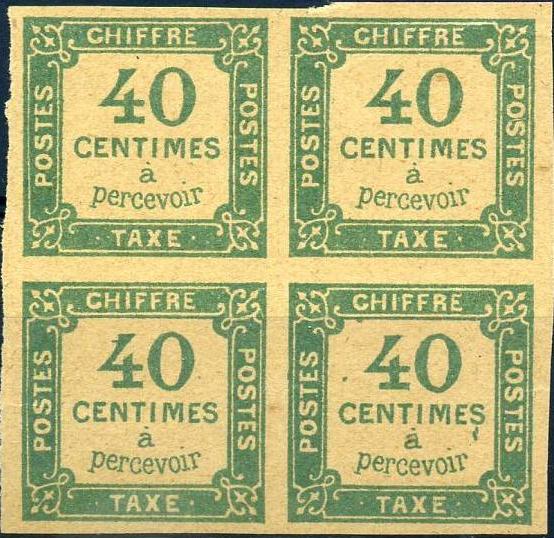 CHIFFRE
POSTES
40
CENTIMES
à
percevoir
POSTES
TAXE
CHIFFRE
POSTES
40
CENTIMES
à
percevoir
POSTES
TAXE
CHIFFRE
POSTES
40
CENTIMES
à
percevoir
POSTES
TAXE
CHIFFRE
POSTES
40
CENTIMES
à
percevoir
POSTES
TAXE